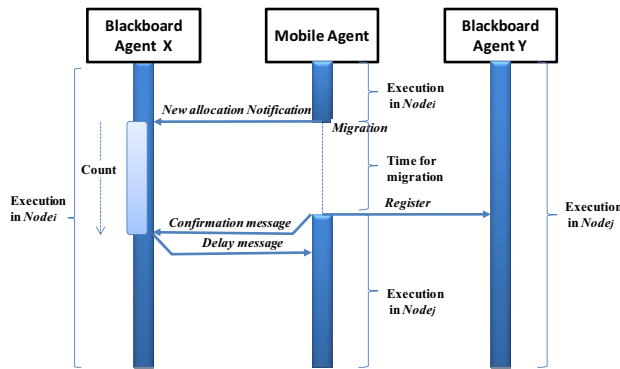 Blackboard
Agent X
Mobile Agent
Blackboard
Agent Y
Execution
in Nodej
New allocation Notification
Migration
Count
Time for
migration
Execution
in Nodei
Register
Execution
in Nodej
Confirmation message
Delay message
Execution
in Nodej